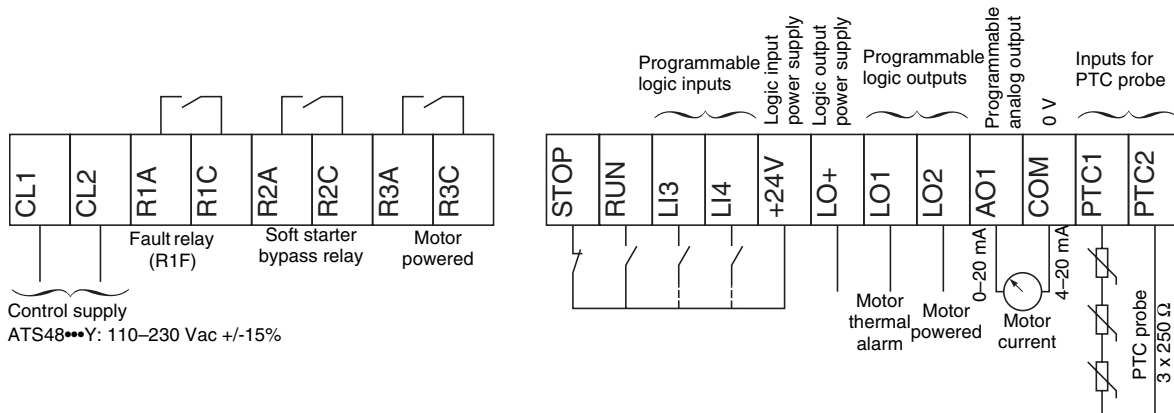 Programmable
logic inputs
Logic input
power supply
Logic output
power supply
Programmable
logic outputs
Programmable
analog output
0 V
Inputs for
PTC probe
CL1
CL2
R1A
R1C
R2A
R2C
R3A
R3C
STOP
RUN
LI3
LI4
+24V
LO+
LO1
LO2
AO1
COM
PTC1
PTC2
Fault relay
(R1F)
Soft starter
bypass relay
Motor
powered
Control supply
ATS48•••Y: 110–230 Vac +/-15%
Motor
thermal
alarm
Motor
powered
0–20 mA
4–20 mA
Motor
current
PTC probe
3 x 250 Ω